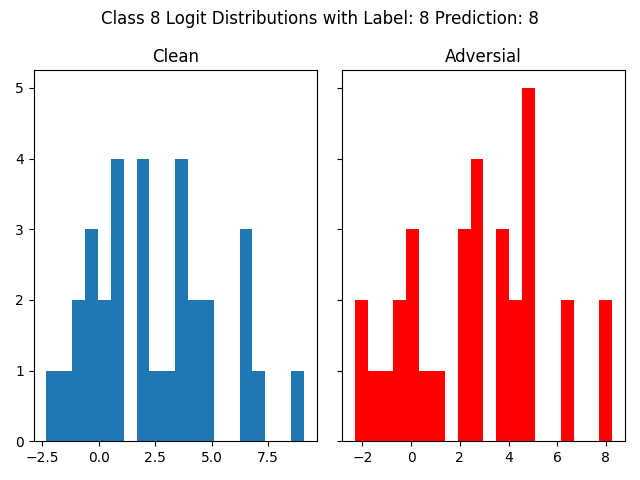 Class 8 Logit Distributions with Label: 8 Prediction: 8
Clean
Adversial
5
4
3
2
1
0
−2.5 0.0 2.5 5.0 7.5
−2 0 2 4 6 8